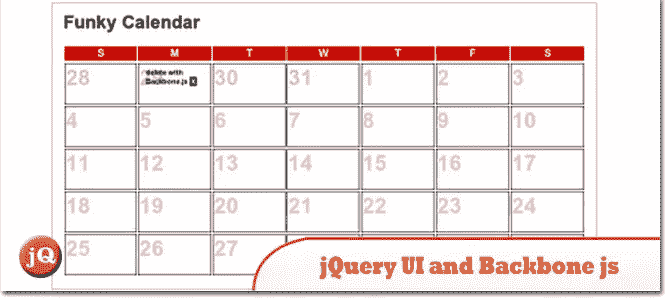 Funky Calendar
S M T W T F S
28 with Backbone.js x 30 31 1 2 3
4 5 6 7 8 9 10
11 12 13 14 15 16 17
18 19 20 21 22 23 24
25 26 27
jQ
jQuery UI and Backbone js